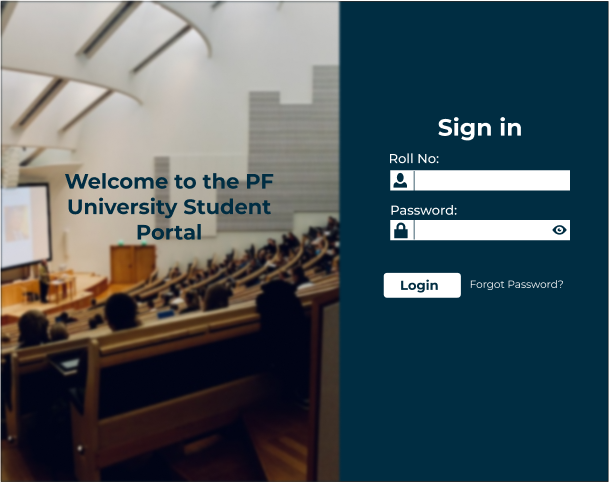 Welcome to the PF
University Student
Portal
Sign in
Roll No:
Password:
Login
Forgot Password?